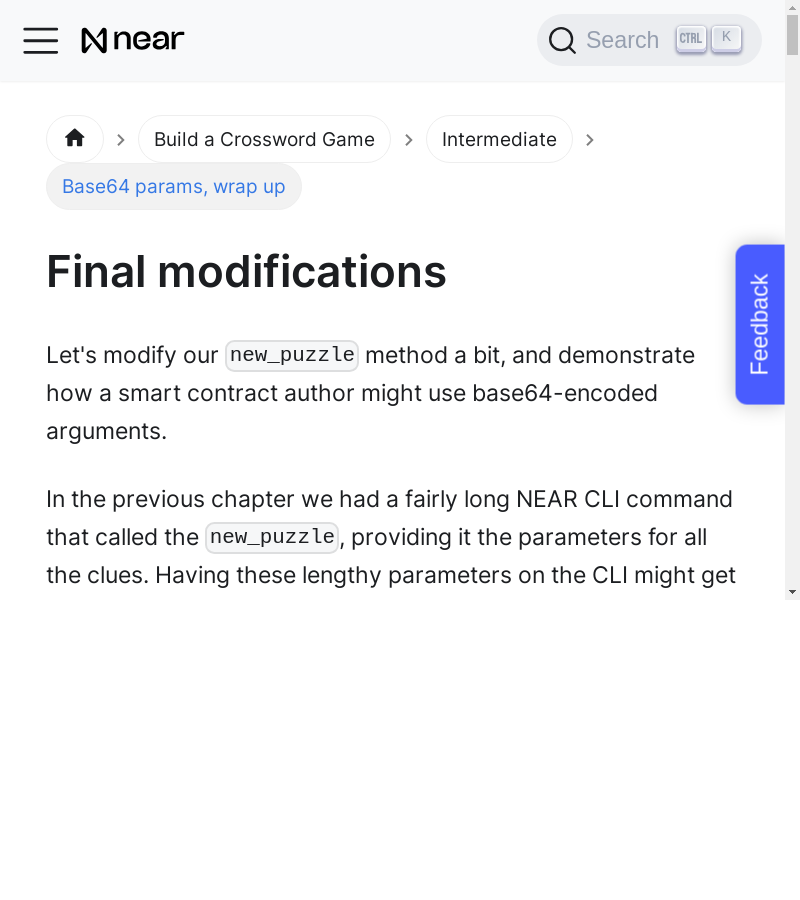 near
Search CTRL K
Build a Crossword Game Intermediate
Base64 params, wrap up
Final modifications
Feedback
Let's modify our new_puzzle method a bit, and demonstrate
how a smart contract author might use base64-encoded
arguments.
In the previous chapter we had a fairly long NEAR CLI command
that called the new_puzzle, providing it the parameters for all
the clues. Having these lengthy parameters on the CLI might get